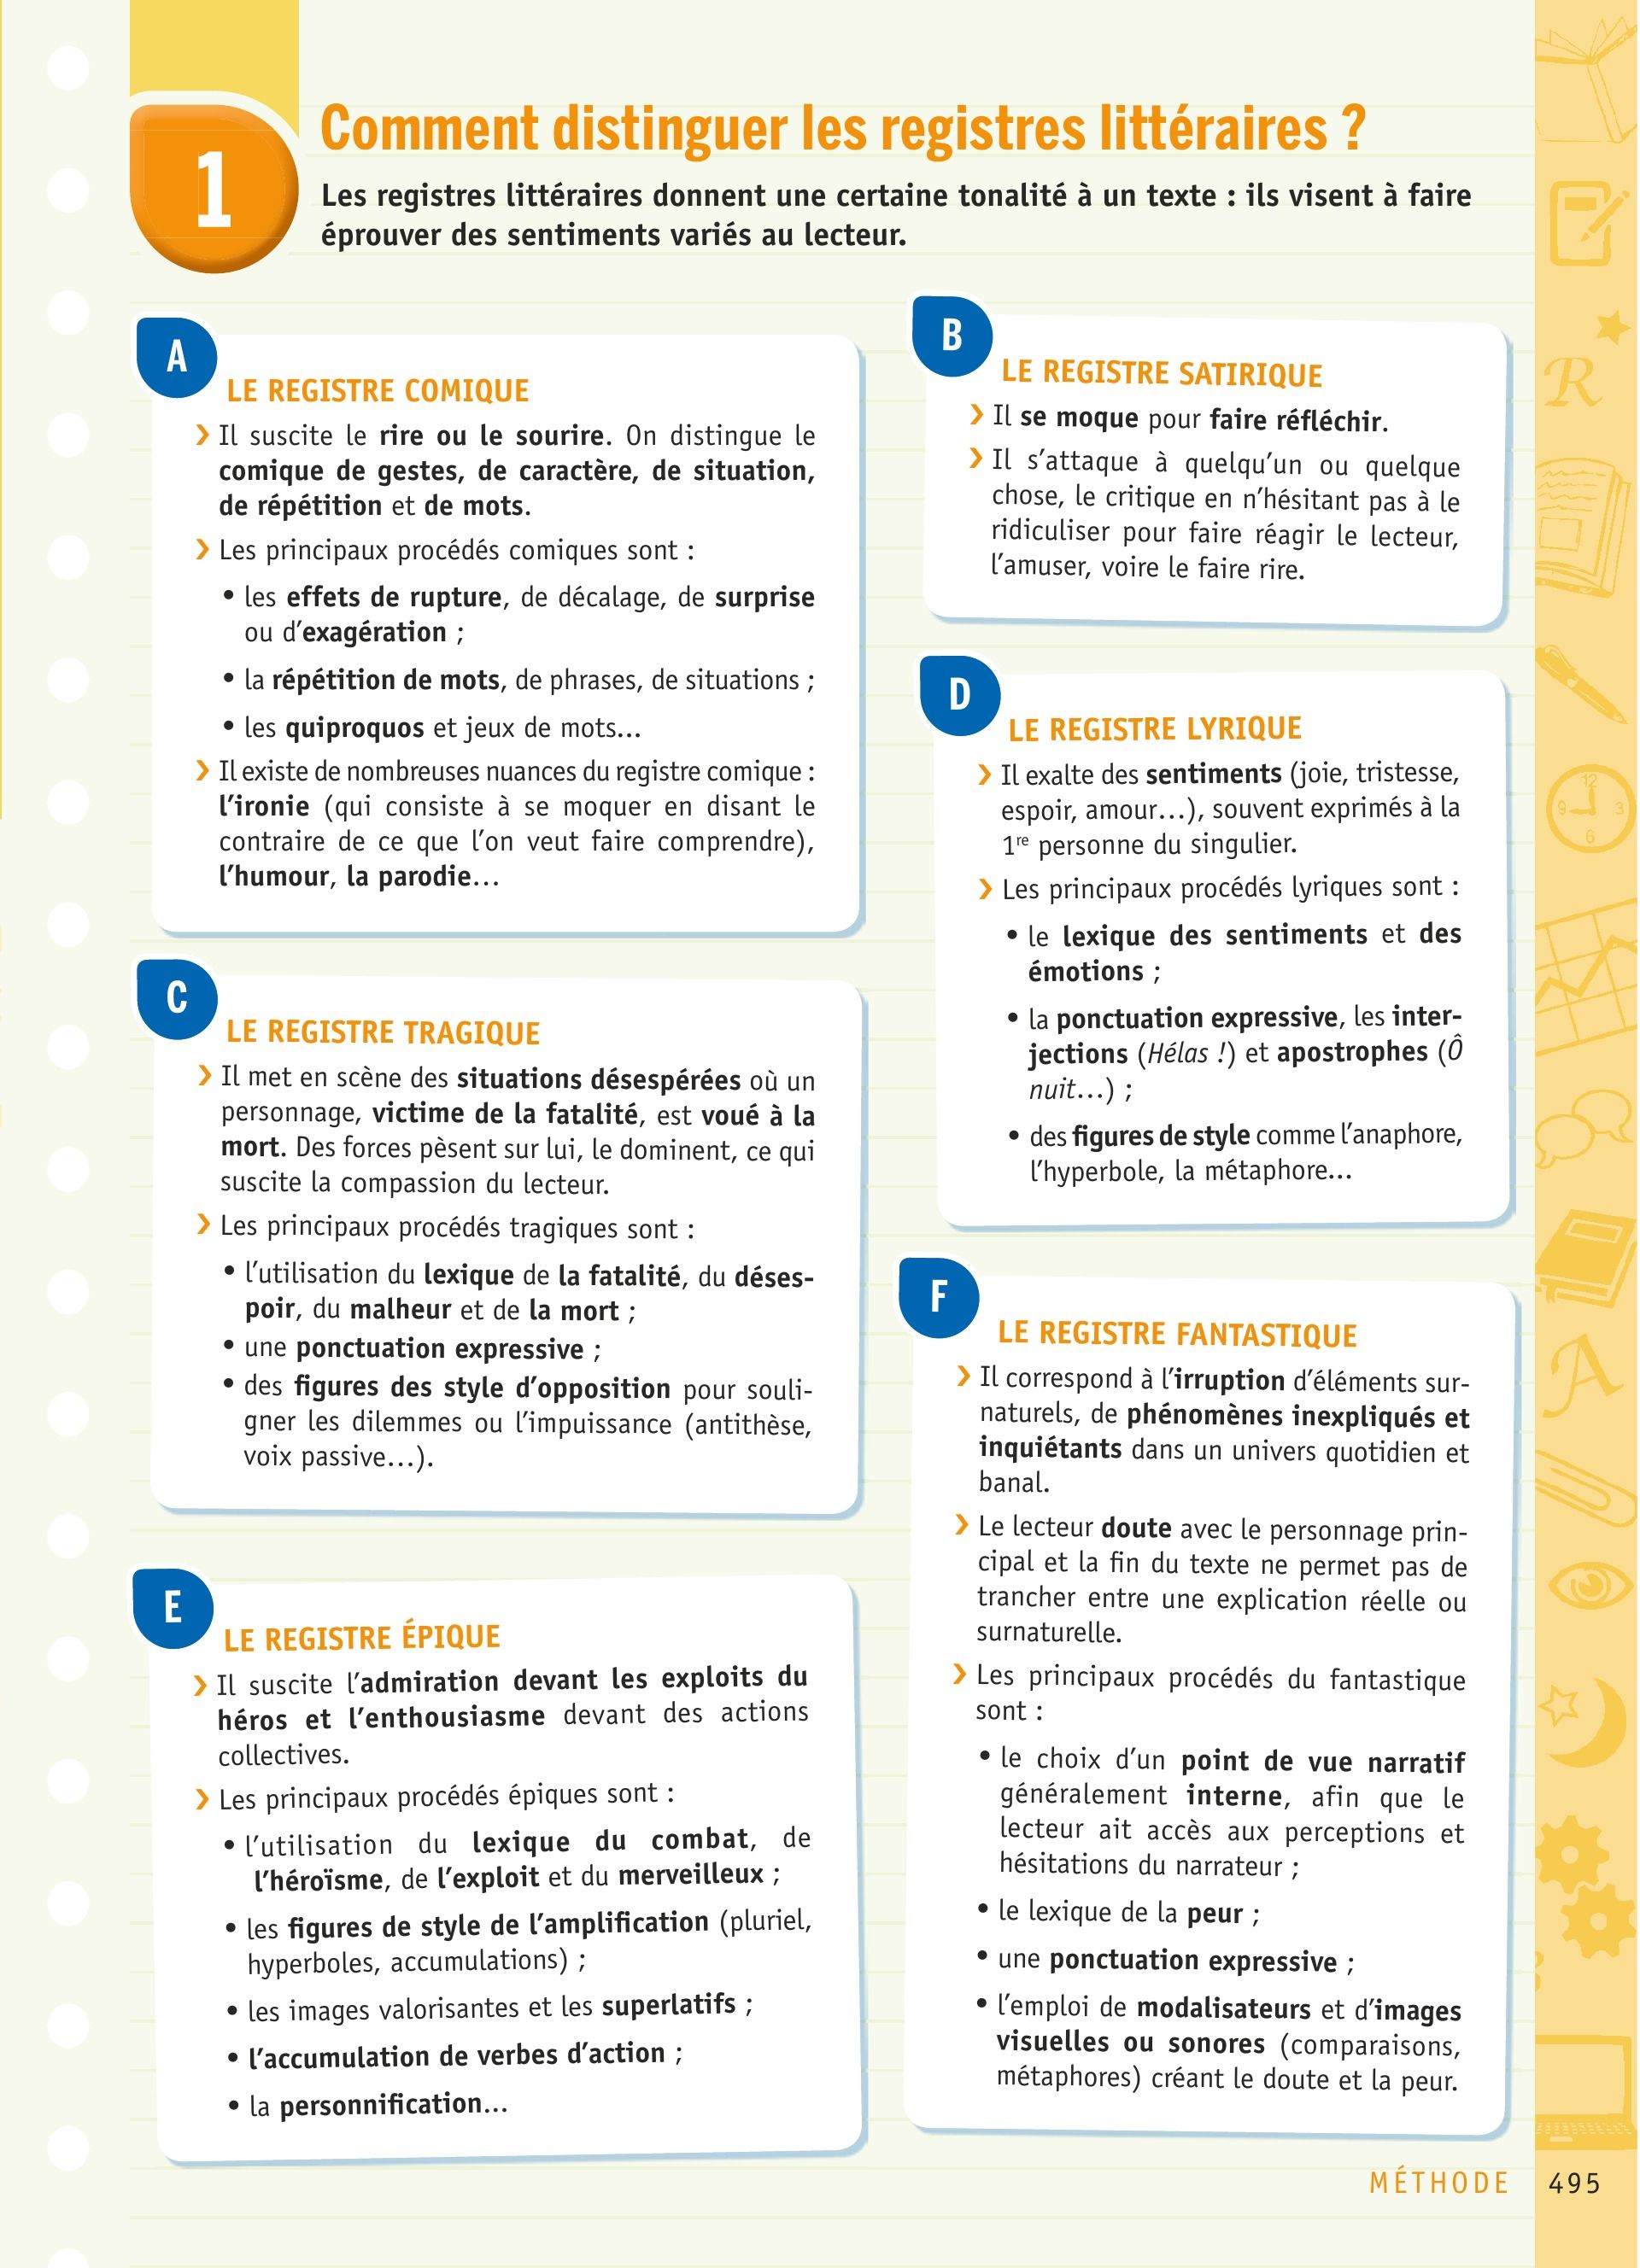 1
Comment distinguer les registres littéraires ?
Les registres littéraires donnent une certaine tonalité à un texte : ils visent à faire
éprouver des sentiments variés au lecteur.
A
LE REGISTRE COMIQUE
› Il suscite le rire ou le sourire. On distingue le
comique de gestes, de caractère, de situation,
de répétition et de mots.
› Les principaux procédés comiques sont :
• les effets de rupture, de décalage, de surprise
ou d'exagération ;
• la répétition de mots, de phrases, de situations ;
• les quiproquos et jeux de mots...
› Il existe de nombreuses nuances du registre comique :
l'ironie (qui consiste à se moquer en disant le
contraire de ce que l'on veut faire comprendre),
l'humour, la parodie...
B
LE REGISTRE SATIRIQUE
› Il se moque pour faire réfléchir.
› Il s'attaque à quelqu'un ou quelque
chose, le critique en n'hésitant pas à le
ridiculiser pour faire réagir le lecteur,
l'amuser, voire le faire rire.
C
LE REGISTRE TRAGIQUE
› Il met en scène des situations désespérées où un
personnage, victime de la fatalité, est voué à la
mort. Des forces pèsent sur lui, le dominent, ce qui
suscite la compassion du lecteur.
› Les principaux procédés tragiques sont :
• l'utilisation du lexique de la fatalité, du déses-
poir, du malheur et de la mort ;
• une ponctuation expressive ;
• des figures des style d'opposition pour souli-
gner les dilemmes ou l'impuissance (antithèse,
voix passive...).
D
LE REGISTRE LYRIQUE
› Il exalte des sentiments (joie, tristesse,
espoir, amour...), souvent exprimés à la
1re personne du singulier.
› Les principaux procédés lyriques sont :
• le lexique des sentiments et des
émotions ;
• la ponctuation expressive, les inter-
jections (Hélas !) et apostrophes (Ô
nuit...) ;
• des figures de style comme l'anaphore,
l'hyperbole, la métaphore...
E
LE REGISTRE ÉPIQUE
› Il suscite l'admiration devant les exploits du
héros et l'enthousiasme devant des actions
collectives.
› Les principaux procédés épiques sont :
• l'utilisation du lexique du combat, de
l'héroïsme, de l'exploit et du merveilleux ;
• les figures de style de l'amplification (pluriel,
hyperboles, accumulations) ;
• les images valorisantes et les superlatifs ;
• l'accumulation de verbes d'action ;
• la personnification...
F
LE REGISTRE FANTASTIQUE
› Il correspond à l'irruption d'éléments sur-
naturels, de phénomènes inexpliqués et
inquiétants dans un univers quotidien et
banal.
› Le lecteur doute avec le personnage prin-
cipal et la fin du texte ne permet pas de
trancher entre une explication réelle ou
surnaturelle.
› Les principaux procédés du fantastique
sont :
• le choix d'un point de vue narratif
généralement interne, afin que le
lecteur ait accès aux perceptions et
hésitations du narrateur ;
• le lexique de la peur ;
• une ponctuation expressive ;
• l'emploi de modalisateurs et d'images
visuelles ou sonores (comparaisons,
métaphores) créant le doute et la peur.
R
12
9 3
6
A
MÉTHODE 495